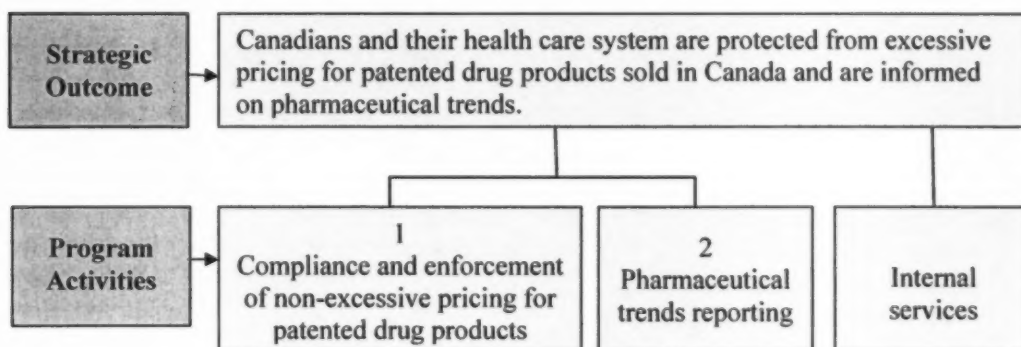 Strategic
Outcome
Canadians and their health care system are protected from excessive
pricing for patented drug products sold in Canada and are informed
on pharmaceutical trends.
Program
Activities
1
Compliance and enforcement
of non-excessive pricing for
patented drug products
2
Pharmaceutical
trends reporting
Internal
services